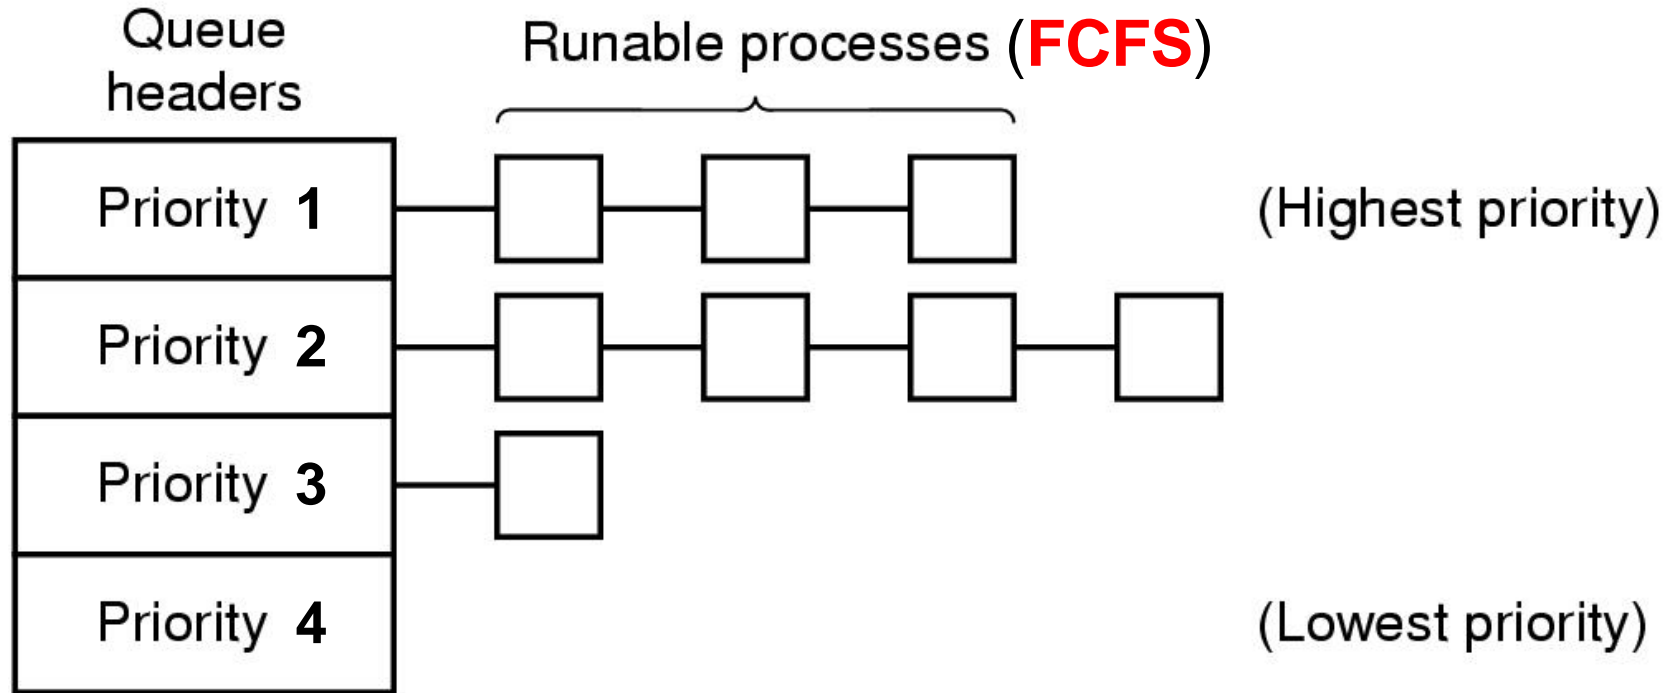 Queue
headers
Runable processes (FCFS)
Priority 1
(Highest priority)
Priority 2
Priority 3
Priority 4
(Lowest priority)